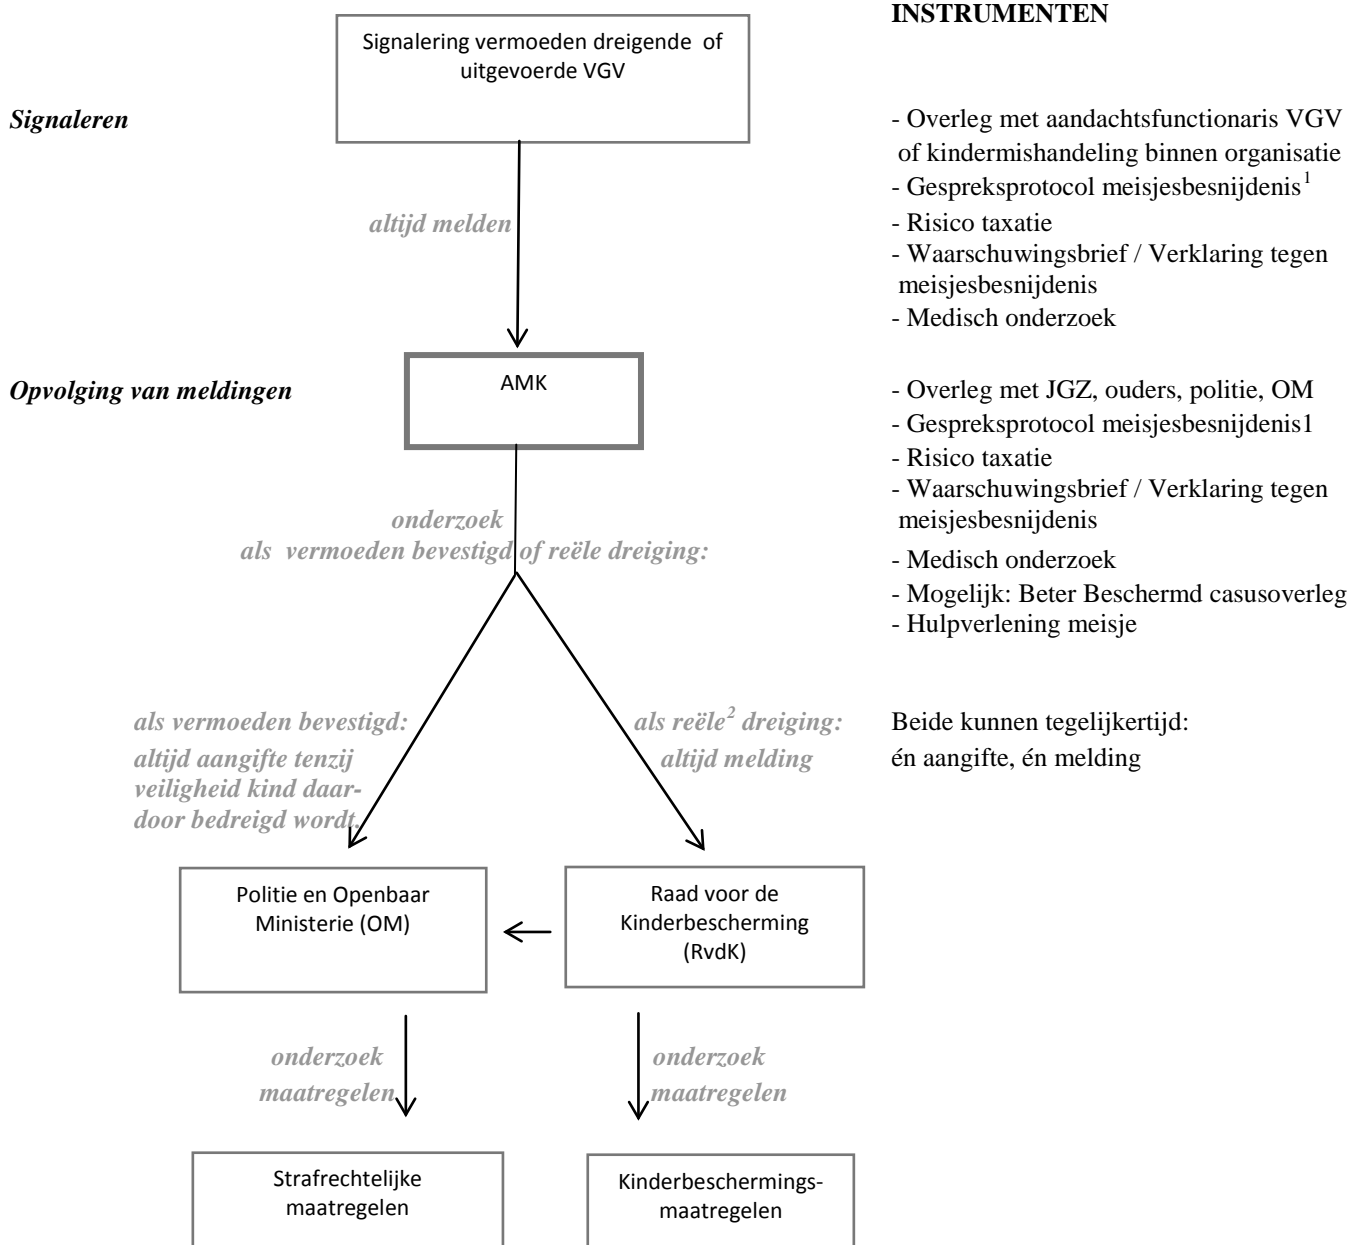 INSTRUMENTEN
Signalering vermoeden dreigende of
uitgevoerde VGV
Signaleren
- Overleg met aandachtsfunctionaris VGV
of kindermishandeling binnen organisatie
- Gespreksprotocol meisjesbesnijdenis1
- Risico taxatie
- Waarschuwingsbrief / Verklaring tegen
meisjesbesnijdenis
- Medisch onderzoek
altijd melden
Opvolging van meldingen
AMK
- Overleg met JGZ, ouders, politie, OM
- Gespreksprotocol meisjesbesnijdenis1
- Risico taxatie
- Waarschuwingsbrief / Verklaring tegen
meisjesbesnijdenis
- Medisch onderzoek
- Mogelijk: Beter Beschermd casusoverleg
- Hulpverlening meisje
onderzoek
als vermoeden bevestigd of reële dreiging:
als vermoeden bevestigd:
altijd aangifte tenzij
veiligheid kind daar-
door bedreigd wordt.
als reële2 dreiging:
altijd melding
Beide kunnen tegelijkertijd:
én aangifte, én melding
Politie en Openbaar
Ministerie (OM)
Raad voor de
Kinderbescherming
(RvdK)
onderzoek
maatregelen
onderzoek
maatregelen
Strafrechtelijke
maatregelen
Kinderbeschermings-
maatregelen